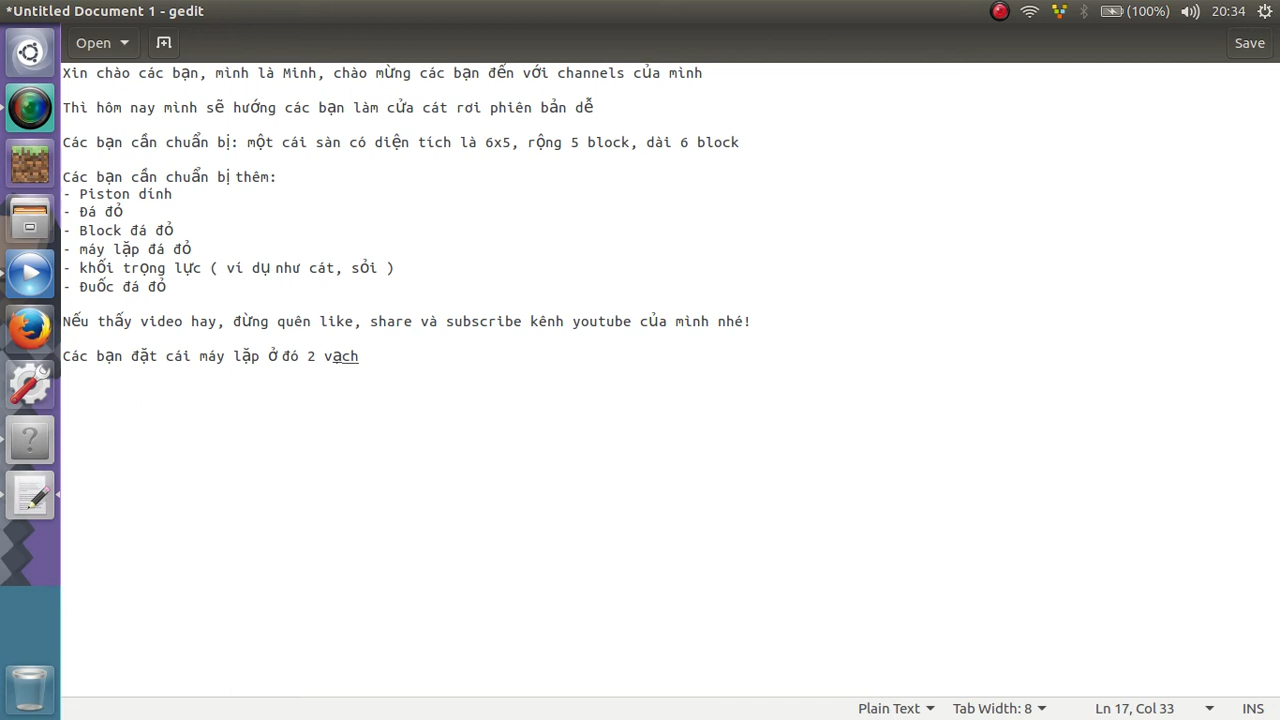 *Untitled Document 1 - gedit
(100%)
20:34
Open
Save
Xin chào các bạn, mình là Minh, chào mừng các bạn đến với channels của mình
Thì hôm nay mình sẽ hướng các bạn làm cửa cát rơi phiên bản dễ
Các bạn cần chuẩn bị: một cái sàn có diện tích là 6x5, rộng 5 block, dài 6 block
Các bạn cần chuẩn bị thêm:
- Piston dính
- Đá đỏ
- Block đá đỏ
- máy lặp đá đỏ
- khối trọng lực ( ví dụ như cát, sỏi )
- Đuốc đá đỏ
Nếu thấy video hay, đừng quên like, share và subscribe kênh youtube của mình nhé!
Các bạn đặt cái máy lặp ở đó 2 vạch
Plain Text
Tab Width: 8
Ln 17, Col 33
INS